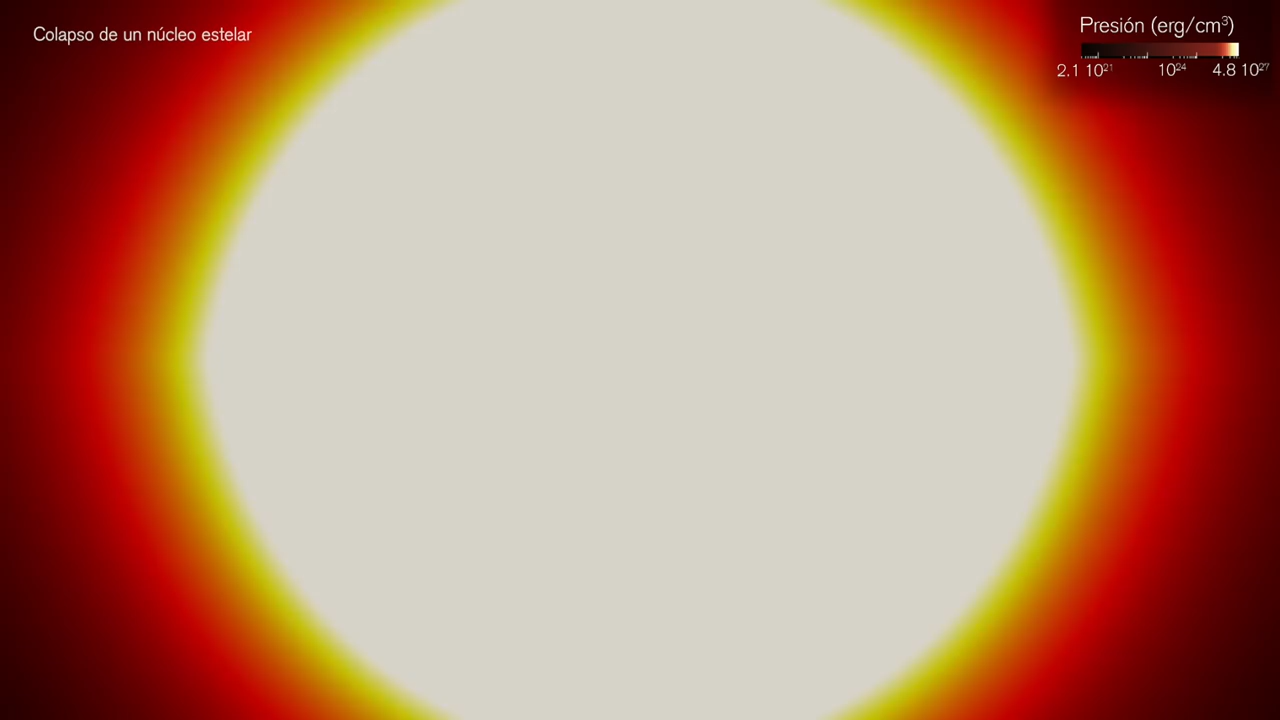 Colapso de un núcleo estelar
Presión (erg/cm³)
2.1 10²¹ 10²⁴ 4.8 10²⁷